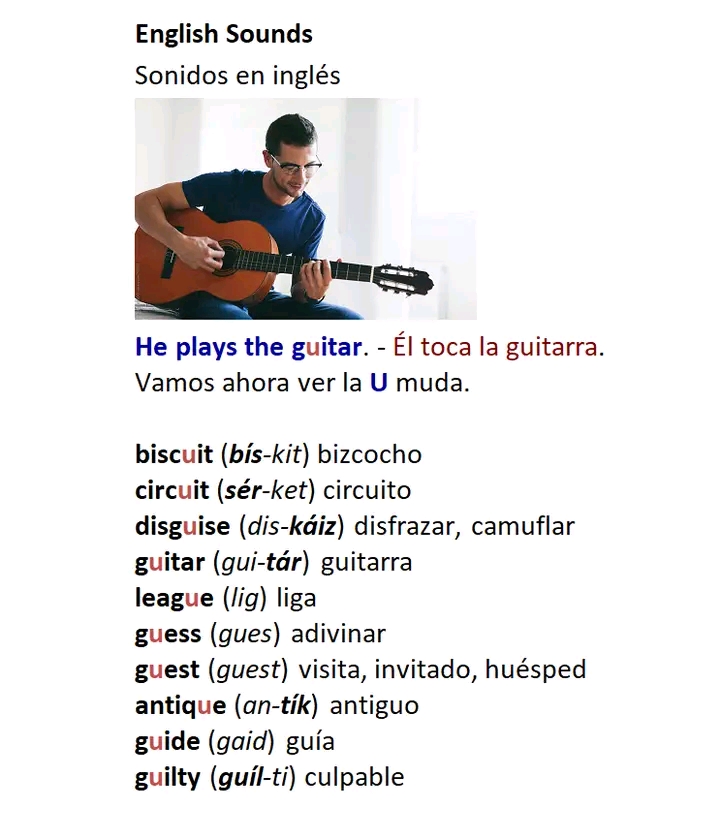 English Sounds
Sonidos en inglés
He plays the guitar. - Él toca la guitarra.
Vamos ahora ver la U muda.
biscuit (bís-kit) bizcocho
circuit (sér-ket) circuito
disguise (dis-káiz) disfrazar, camuflar
guitar (gui-tár) guitarra
league (lig) liga
guess (gues) adivinar
guest (guest) visita, invitado, huésped
antique (an-tík) antiguo
guide (gaid) guía
guilty (guíl-ti) culpable